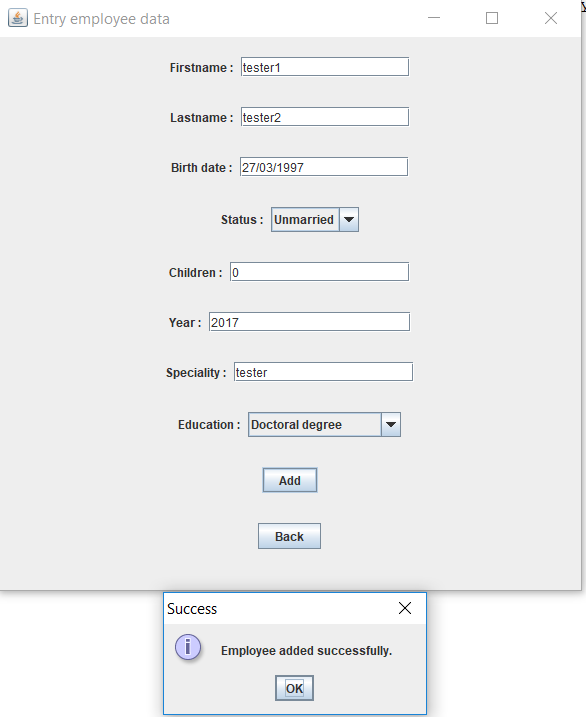 Entry employee data
Firstname : tester1
Lastname : tester2
Birth date : 27/03/1997
Status : Unmarried
Children : 0
Year : 2017
Speciality : tester
Education : Doctoral degree
Add
Back
Success
Employee added successfully.
OK